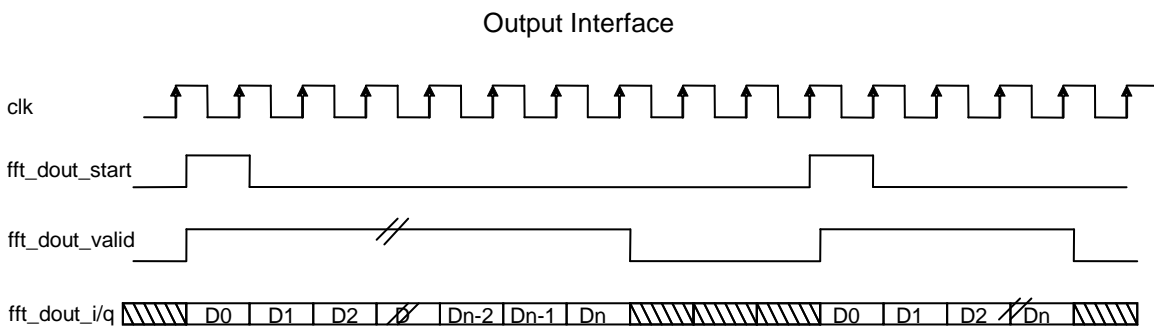 Output Interface
clk
fft_dout_start
fft_dout_valid
fft_dout_i/q D0 D1 D2 D Dn-2 Dn-1 Dn D0 D1 D2 Dn